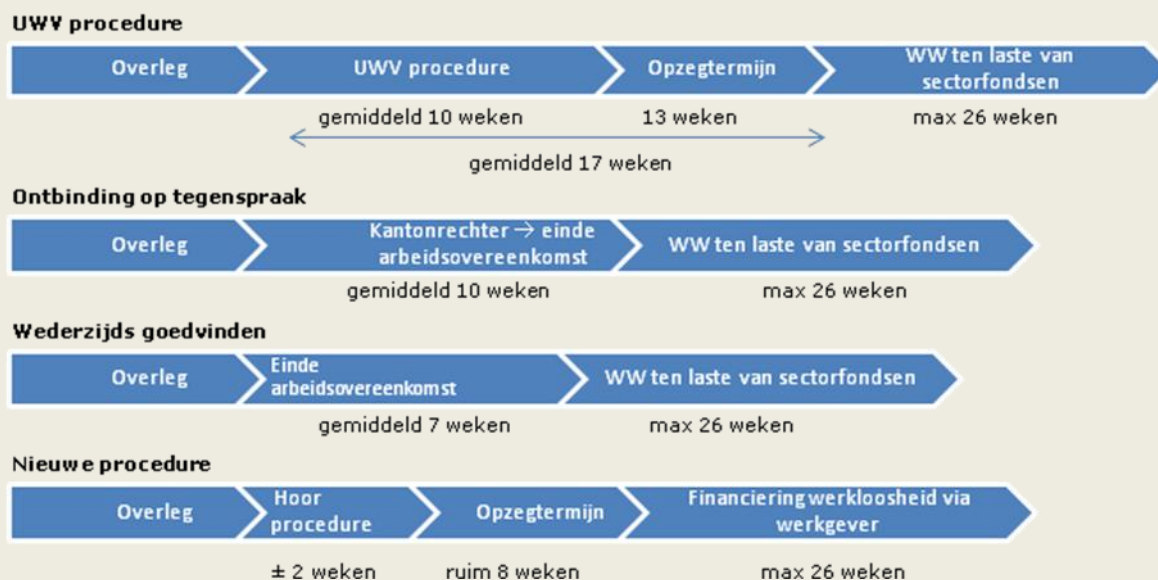 UWV procedure
Overleg
UWV procedure
Opzegtermijn
WW ten laste van
sectorfondsen
gemiddeld 10 weken
13 weken
max 26 weken
gemiddeld 17 weken
Ontbinding op tegenspraak
Overleg
Kantonrechter → einde
arbeidsovereenkomst
WW ten laste van sectorfondsen
gemiddeld 10 weken
max 26 weken
Wederzijds goedvinden
Overleg
Einde
arbeidsovereenkomst
WW ten laste van sectorfondsen
gemiddeld 7 weken
max 26 weken
Nieuwe procedure
Overleg
Hoor
procedure
Opzegtermijn
Financiering werkloosheid via
werkgever
± 2 weken
ruim 8 weken
max 26 weken